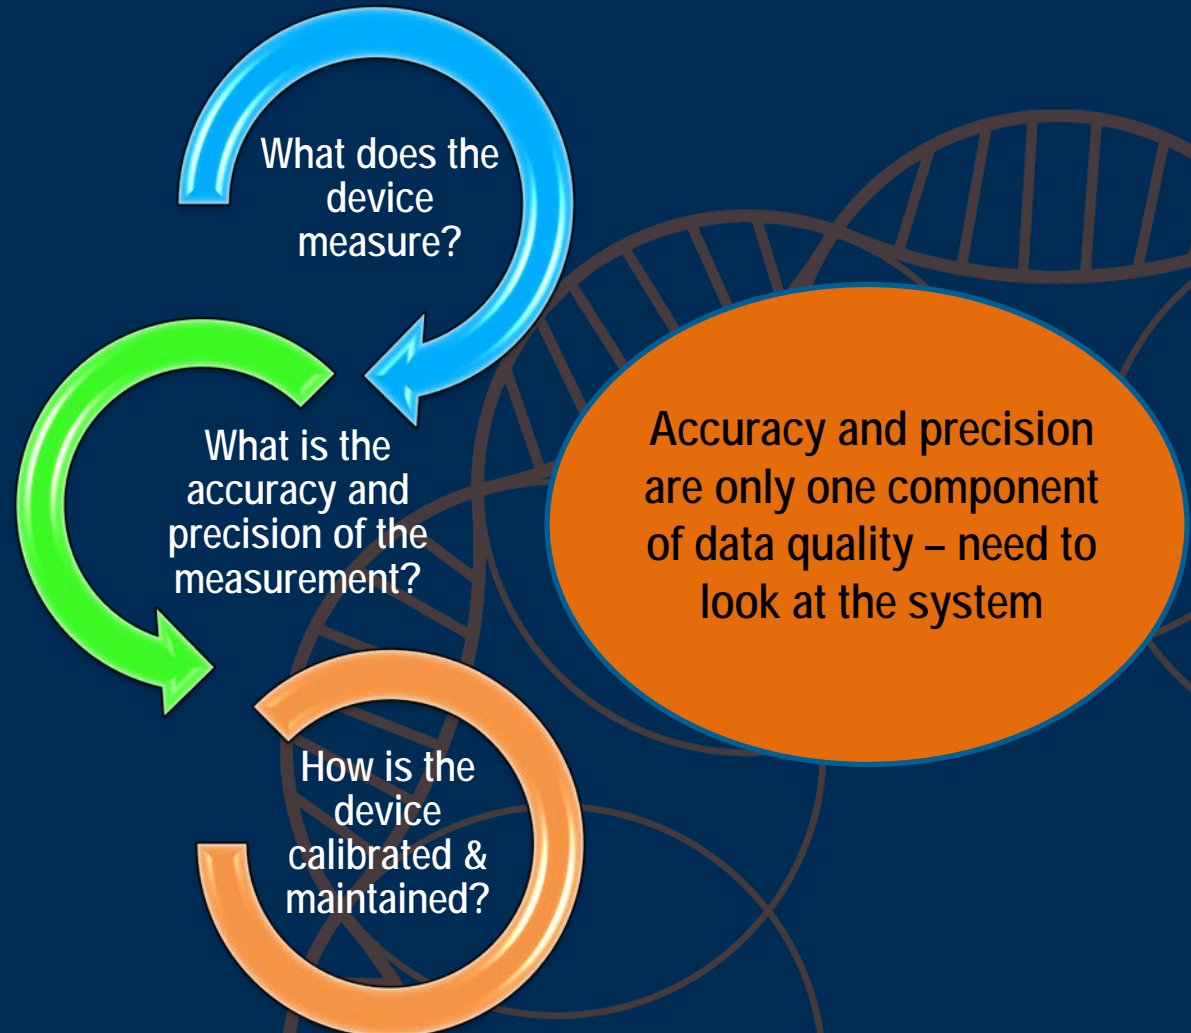 What does the
device
measure?
What is the
accuracy and
precision of the
measurement?
How is the
device
calibrated &
maintained?
Accuracy and precision
are only one component
of data quality – need to
look at the system